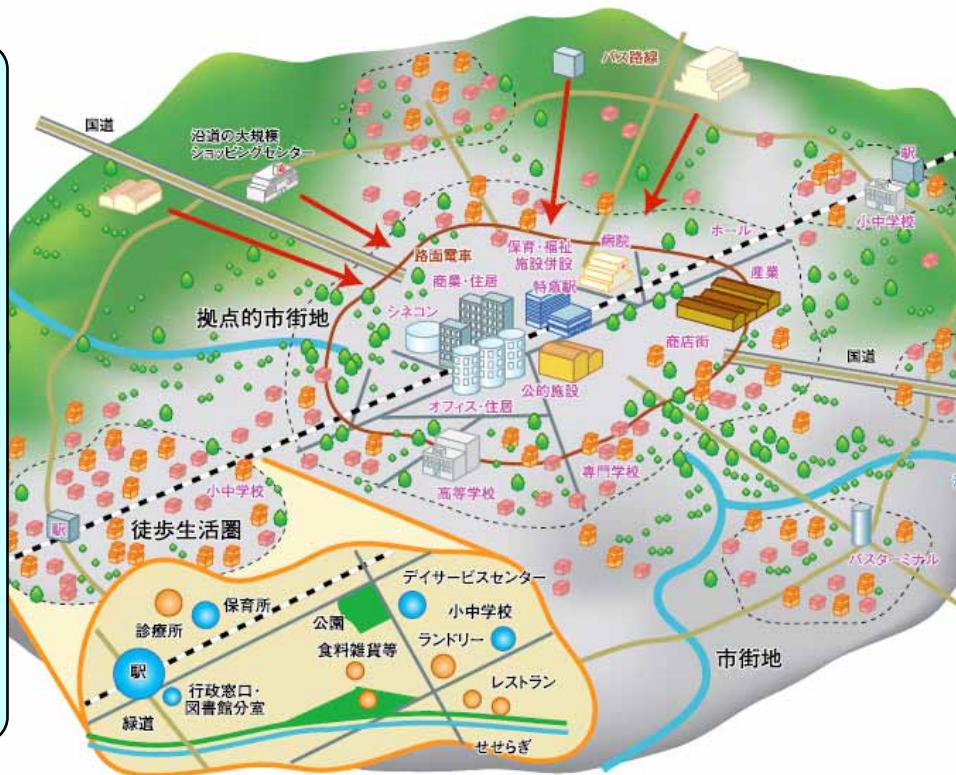 バス路線
国道
沿道の大規模
ショッピングセンター
駅
小中学校
ホール
病院
保育・福祉
施設併設
路面電車
産業
商業・住居
特急駅
シネコン
拠点的市街地
商店街
国道
公的施設
オフィス・住居
専門学校
高等学校
小中学校
駅
徒歩生活圏
バスターミナル
市街地
デイサービスセンター
保育所
診療所
公園
小中学校
ランドリー
食料雑貨等
駅
レストラン
行政窓口・
図書館分室
緑道
せせらぎ